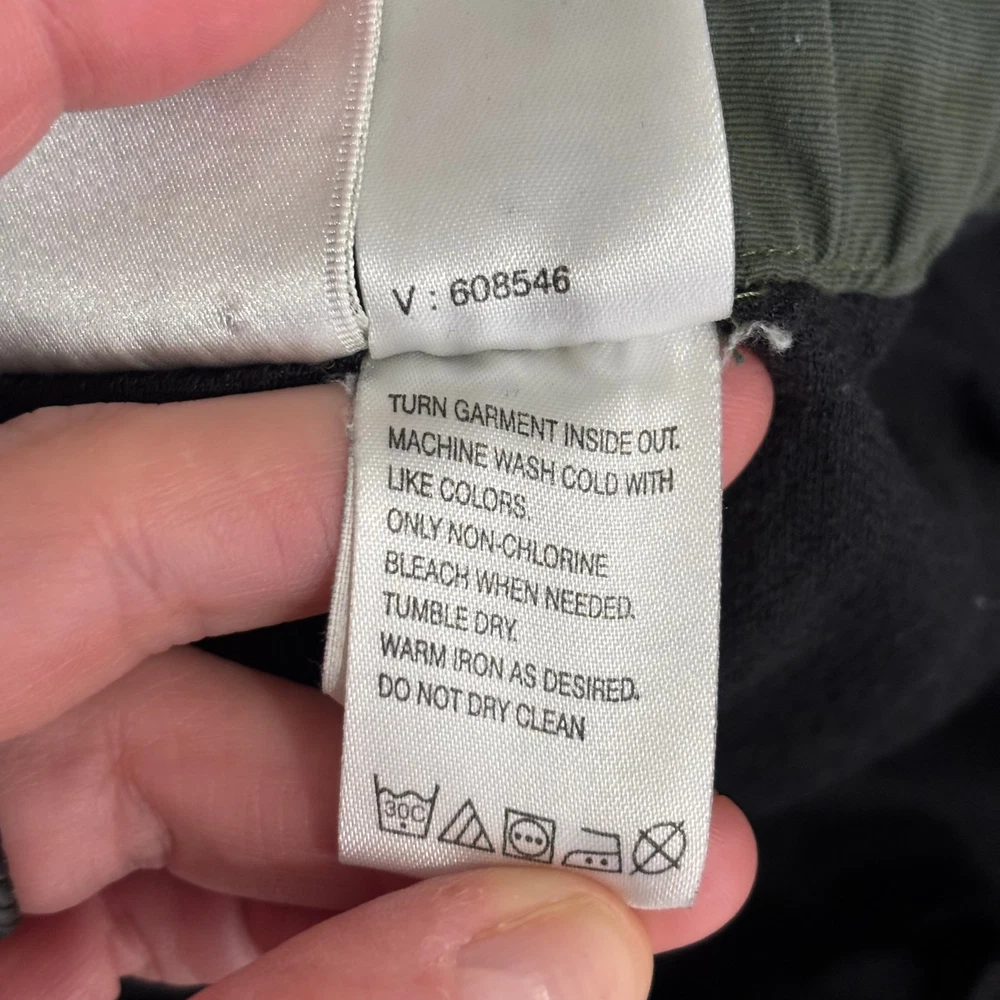 V : 608546
TURN GARMENT INSIDE OUT.
MACHINE WASH COLD WITH
LIKE COLORS.
ONLY NON-CHLORINE
BLEACH WHEN NEEDED.
TUMBLE DRY.
WARM IRON AS DESIRED.
DO NOT DRY CLEAN
30C